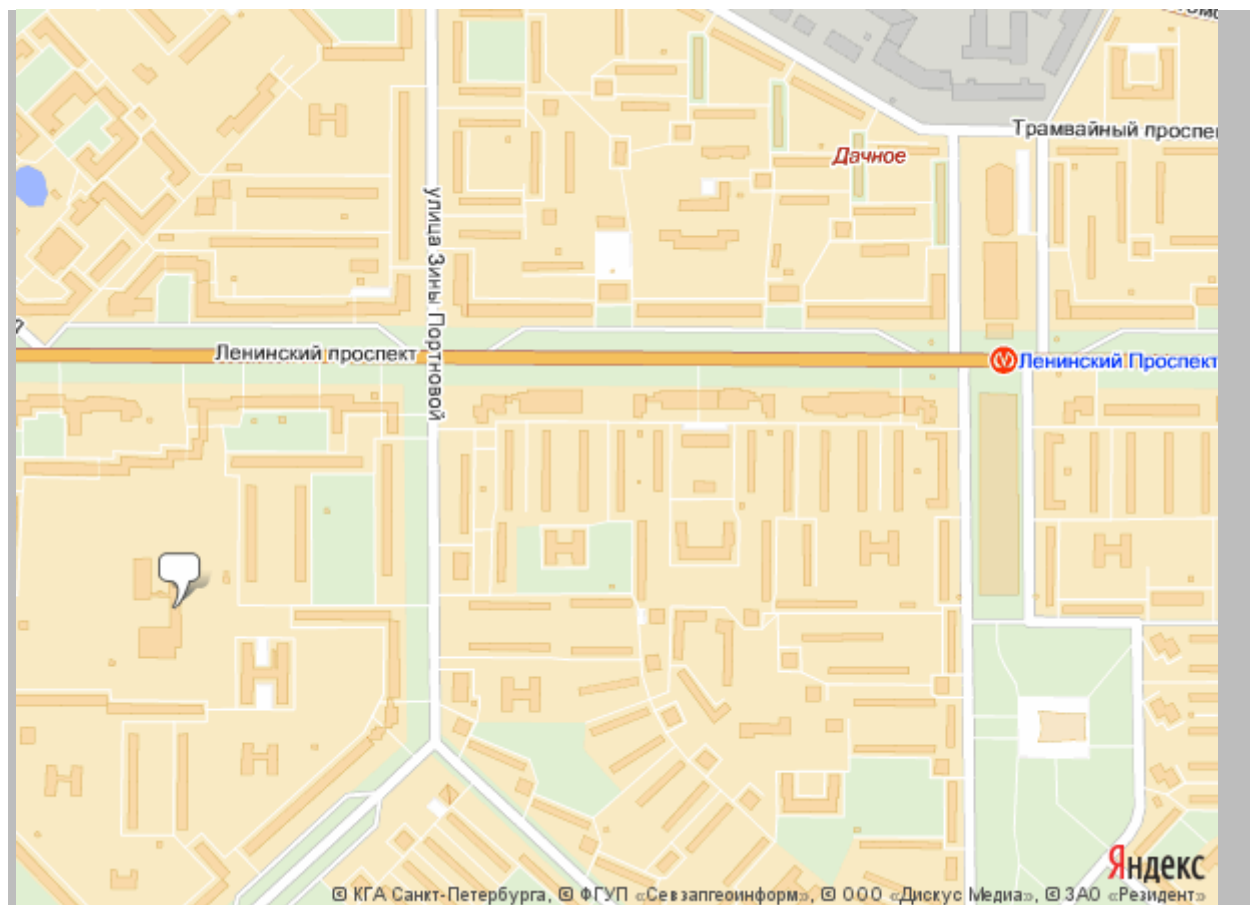 Трамвайный проспе
Дачное
улица Зины Портновой
Ленинский проспект
Ленинский Проспект
Яндекс
© КГА Санкт-Петербурга, © ФГУП «Севзапгеоинформ», © ООО «Дискус Медиа», © ЗАО «Резидент»